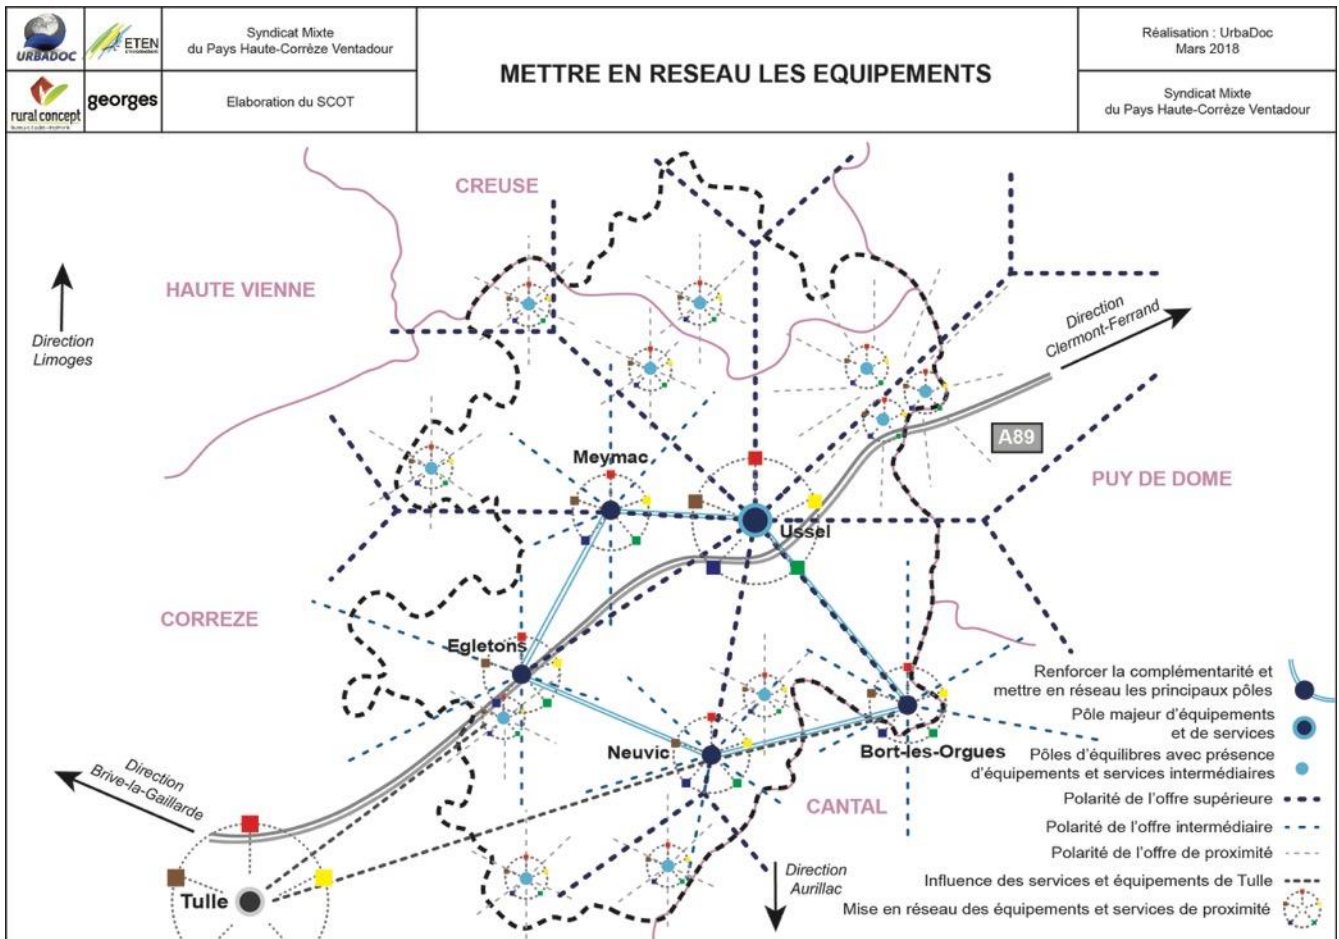 URBADOC
ETEN
Syndicat Mixte
du Pays Haute-Corrèze Ventadour
rural concept
georges
Elaboration du SCOT
METTRE EN RESEAU LES EQUIPEMENTS
Réalisation : UrbaDoc
Mars 2018
Syndicat Mixte
du Pays Haute-Corrèze Ventadour
CREUSE
HAUTE VIENNE
Direction
Limoges
Direction
Clermont-Ferrand
A89
Meymac
Ussel
PUY DE DOME
CORREZE
Egletons
Neuvic
Bort-les-Orgues
CANTAL
Direction
Brive-la-Gaillarde
Tulle
Direction
Aurillac
Renforcer la complémentarité et
mettre en réseau les principaux pôles
Pôle majeur d'équipements
et de services
Pôles d'équilibres avec présence
d'équipements et services intermédiaires
Polarité de l'offre supérieure
Polarité de l'offre intermédiaire
Polarité de l'offre de proximité
Influence des services et équipements de Tulle
Mise en réseau des équipements et services de proximité